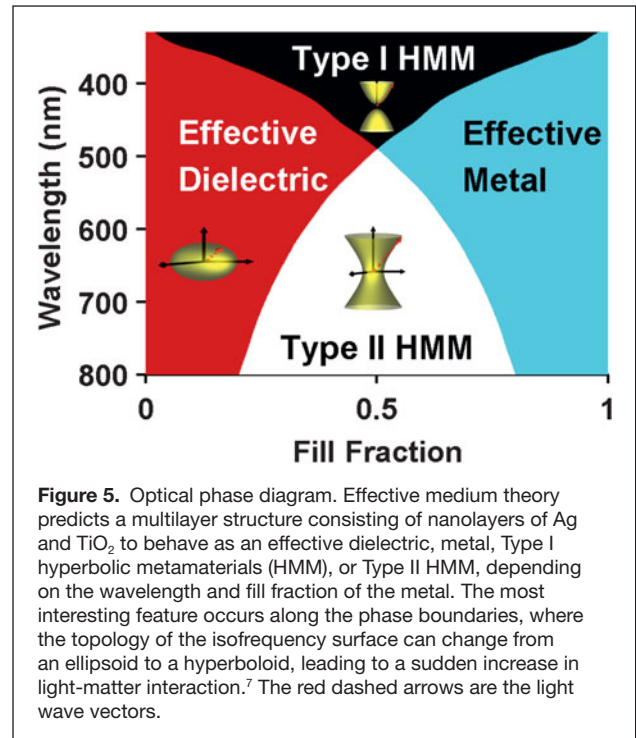 Type I HMM
Effective
Dielectric
Effective
Metal
Type II HMM
Wavelength (nm)
400
500
600
700
800
0
0.5
1
Fill Fraction
Figure 5. Optical phase diagram. Effective medium theory
predicts a multilayer structure consisting of nanolayers of Ag
and TiO₂ to behave as an effective dielectric, metal, Type I
hyperbolic metamaterials (HMM), or Type II HMM, depending
on the wavelength and fill fraction of the metal. The most
interesting feature occurs along the phase boundaries, where
the topology of the isofrequency surface can change from
an ellipsoid to a hyperboloid, leading to a sudden increase in
light-matter interaction.⁷ The red dashed arrows are the light
wave vectors.